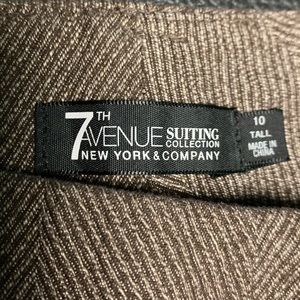 7TH
AVENUE SUITING
COLLECTION
NEW YORK & COMPANY
10
TALL
MADE IN
CHINA